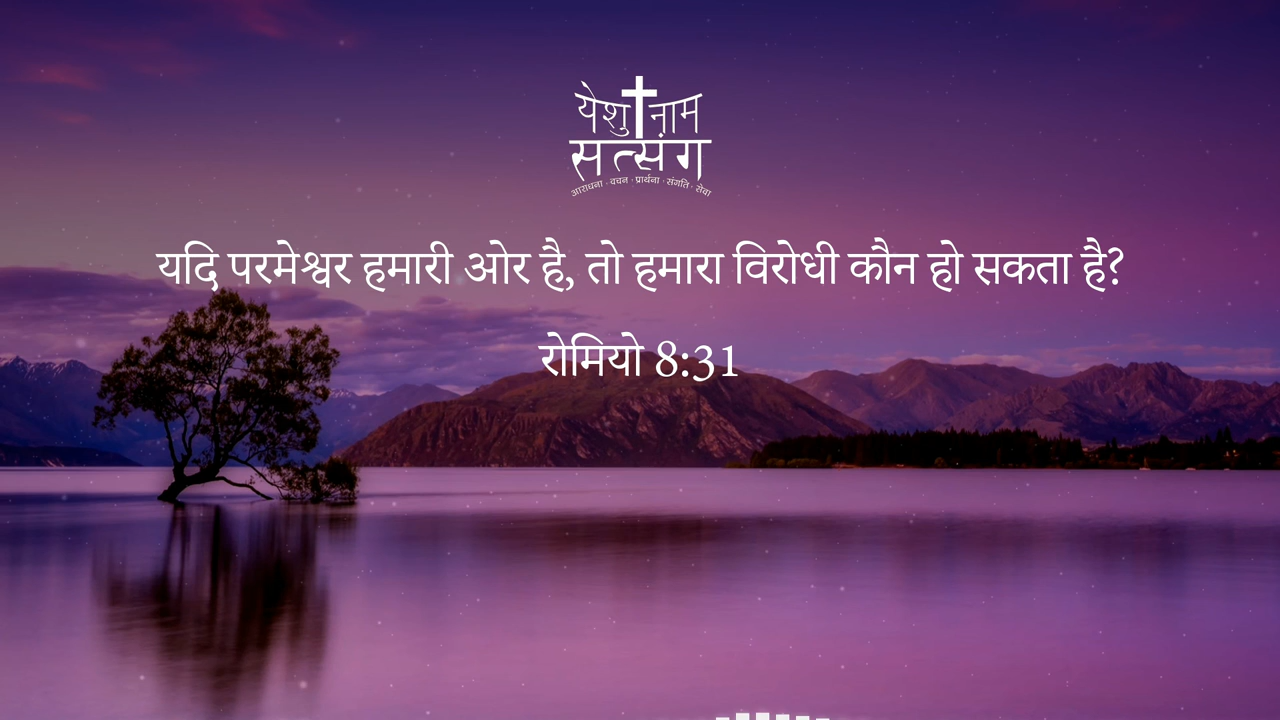 येशु नाम
सत्संग
आराधना · वचन · प्रार्थना · संगति · सेवा
यदि परमेश्वर हमारी ओर है, तो हमारा विरोधी कौन हो सकता है?
रोमियो 8:31